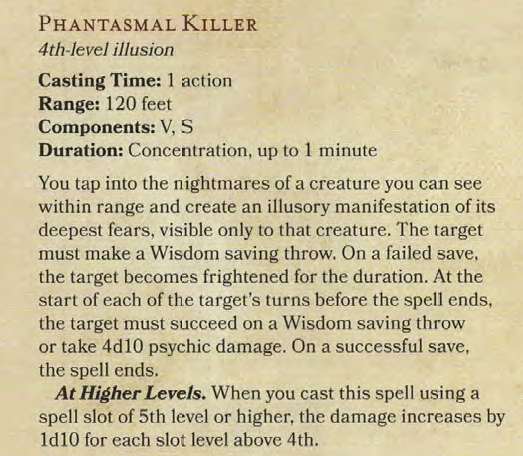 PHANTASMAL KILLER
4th-level illusion
Casting Time: 1 action
Range: 120 feet
Components: V, S
Duration: Concentration, up to 1 minute
You tap into the nightmares of a creature you can see
within range and create an illusory manifestation of its
deepest fears, visible only to that creature. The target
must make a Wisdom saving throw. On a failed save,
the target becomes frightened for the duration. At the
start of each of the target's turns before the spell ends,
the target must succeed on a Wisdom saving throw
or take 4d10 psychic damage. On a successful save,
the spell ends.
At Higher Levels. When you cast this spell using a
spell slot of 5th level or higher, the damage increases by
1d10 for each slot level above 4th.